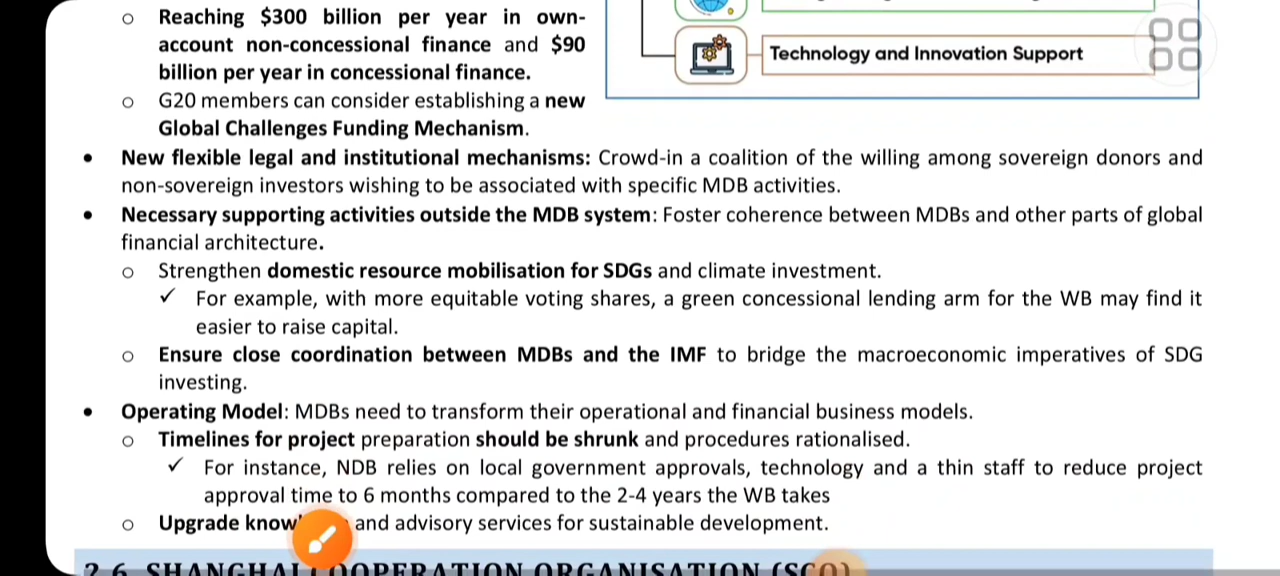 Reaching $300 billion per year in own-
account non-concessional finance and $90
billion per year in concessional finance.
G20 members can consider establishing a new
Global Challenges Funding Mechanism.
Technology and Innovation Support
• New flexible legal and institutional mechanisms: Crowd-in a coalition of the willing among sovereign donors and
non-sovereign investors wishing to be associated with specific MDB activities.
• Necessary supporting activities outside the MDB system: Foster coherence between MDBs and other parts of global
financial architecture.
o Strengthen domestic resource mobilisation for SDGs and climate investment.
✓ For example, with more equitable voting shares, a green concessional lending arm for the WB may find it
easier to raise capital.
o Ensure close coordination between MDBs and the IMF to bridge the macroeconomic imperatives of SDG
investing.
• Operating Model: MDBs need to transform their operational and financial business models.
o Timelines for project preparation should be shrunk and procedures rationalised.
✓ For instance, NDB relies on local government approvals, technology and a thin staff to reduce project
approval time to 6 months compared to the 2-4 years the WB takes
o Upgrade and advisory services for sustainable development.
2.6. SHANGHAI COOPERATION ORGANISATION (SCO)